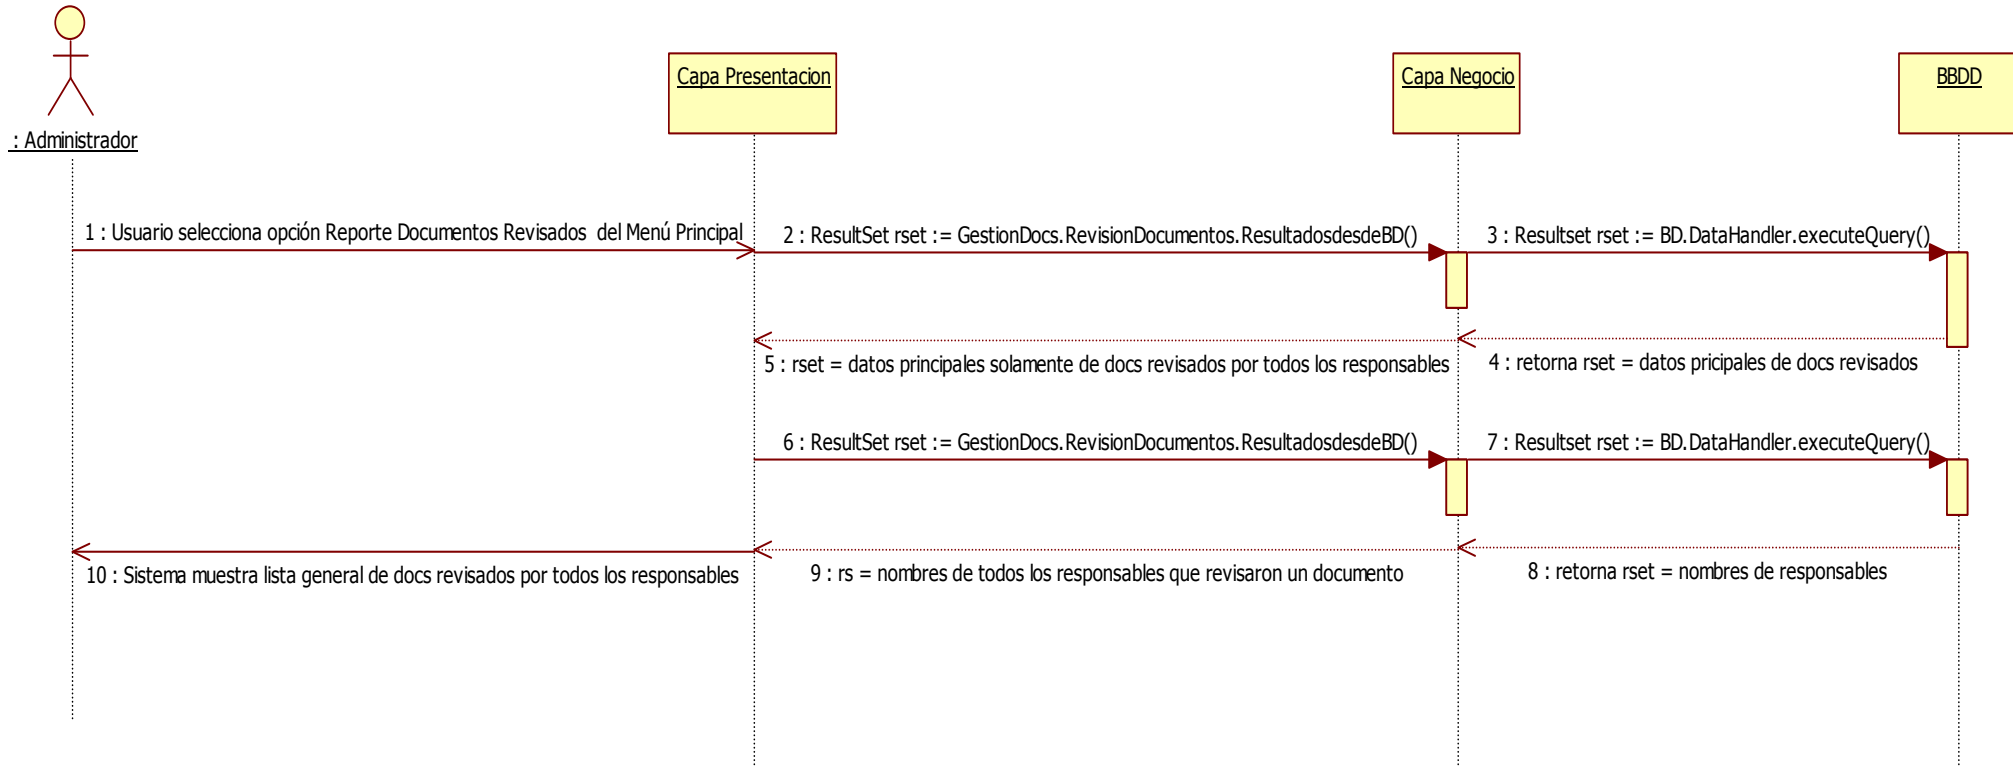 Capa Presentacion
Capa Negocio
BBDD
: Administrador
1 : Usuario selecciona opción Reporte Documentos Revisados  del Menú Principal
2 : ResultSet rset := GestionDocs.RevisionDocumentos.ResultadosdesdeBD()
3 : Resultset rset := BD.DataHandler.executeQuery()
5 : rset = datos principales solamente de docs revisados por todos los responsables
4 : retorna rset = datos pricipales de docs revisados
6 : ResultSet rset := GestionDocs.RevisionDocumentos.ResultadosdesdeBD()
7 : Resultset rset := BD.DataHandler.executeQuery()
10 : Sistema muestra lista general de docs revisados por todos los responsables
9 : rs = nombres de todos los responsables que revisaron un documento
8 : retorna rset = nombres de responsables